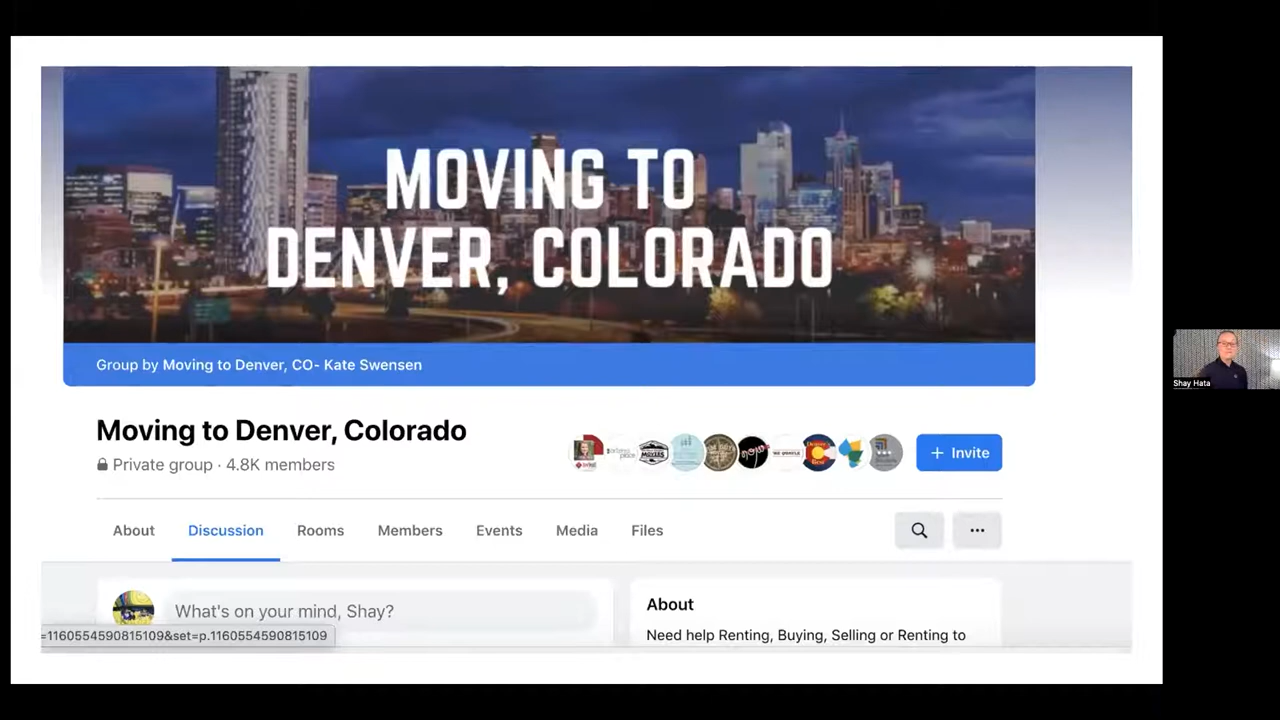 MOVING TO
DENVER, COLORADO
Group by Moving to Denver, CO- Kate Swensen
Moving to Denver, Colorado
Private group · 4.8K members
+ Invite
About Discussion Rooms Members Events Media Files
What's on your mind, Shay?
About
Need help Renting, Buying, Selling or Renting to
=1160554590815109&set=p.1160554590815109
Shay Hata